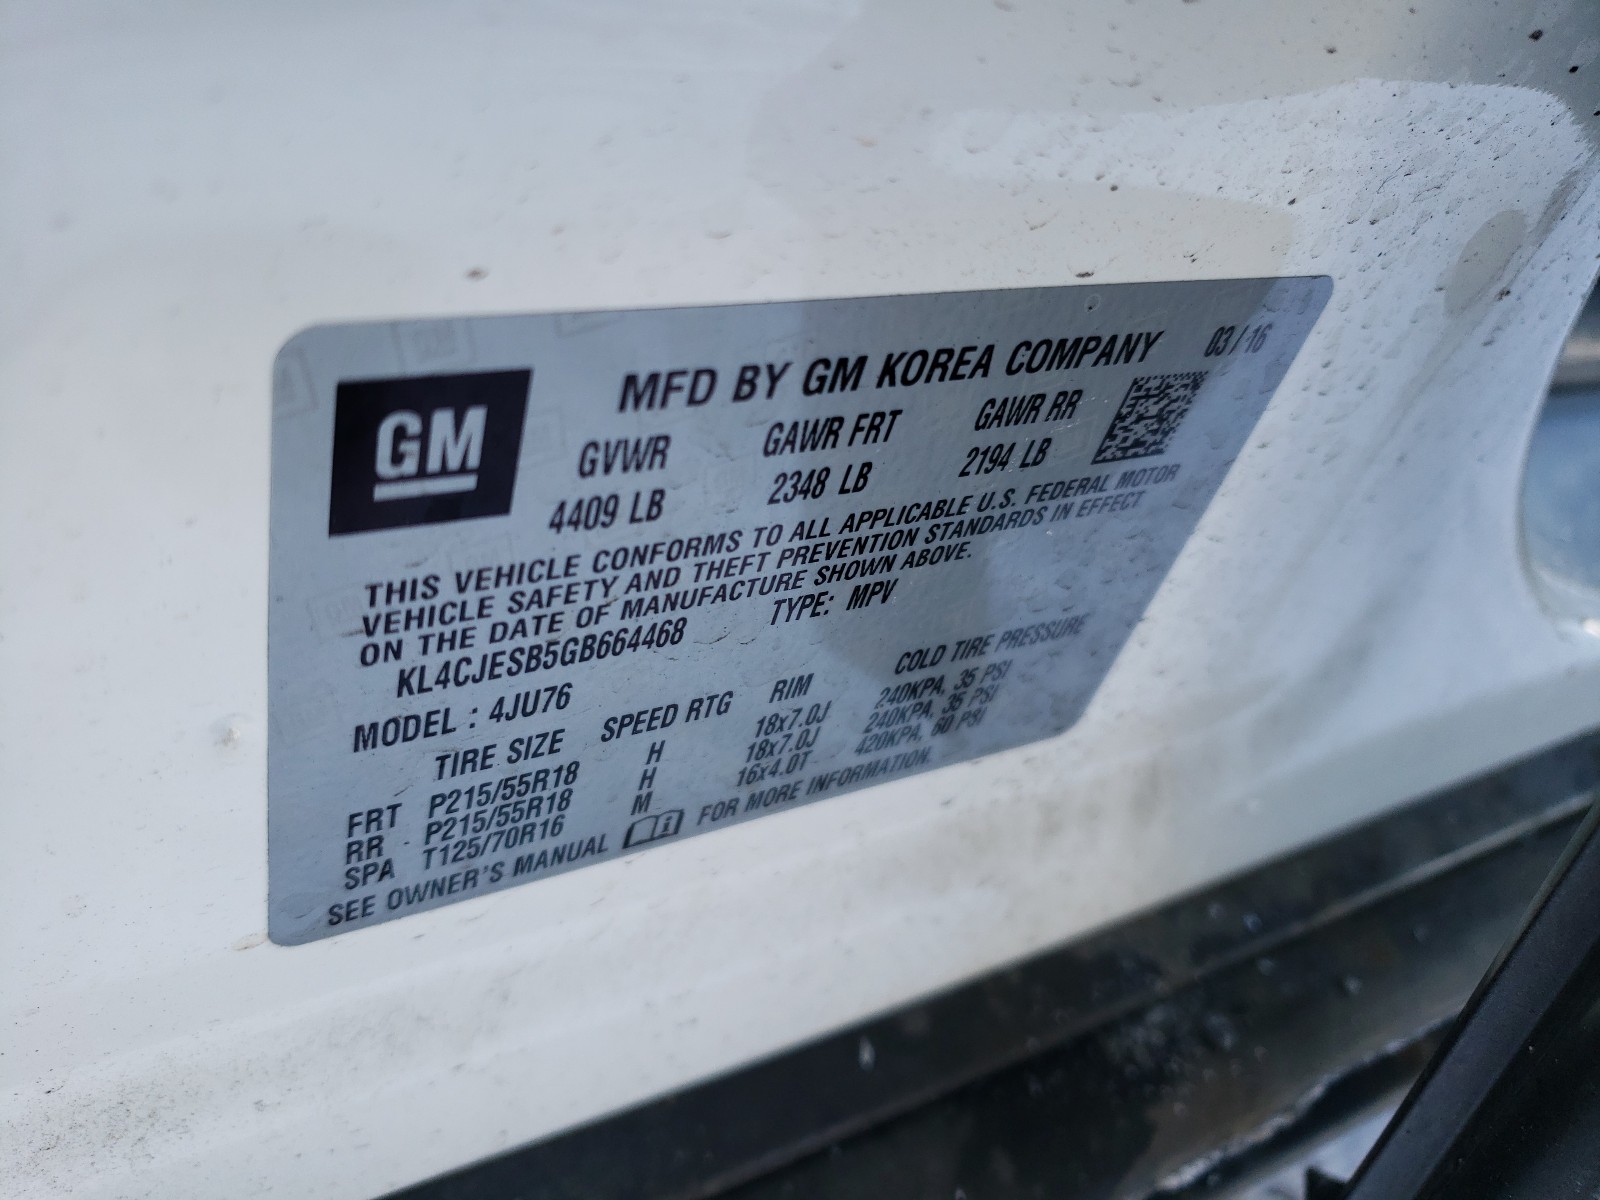 GM
MFD BY GM KOREA COMPANY 03/16
GVWR GAWR FRT GAWR RR
4409 LB 2348 LB 2194 LB
THIS VEHICLE CONFORMS TO ALL APPLICABLE U.S. FEDERAL MOTOR
VEHICLE SAFETY AND THEFT PREVENTION STANDARDS IN EFFECT
ON THE DATE OF MANUFACTURE SHOWN ABOVE.
KL4CJESB5GB664468 TYPE: MPV
MODEL : 4JU76
TIRE SIZE SPEED RTG RIM COLD TIRE PRESSURE
FRT P215/55R18 H 18x7.0J 240KPA, 35 PSI
RR P215/55R18 H 18x7.0J 240KPA, 35 PSI
SPA T125/70R16 M 16x4.0T 420KPA, 60 PSI
SEE OWNER'S MANUAL FOR MORE INFORMATION.